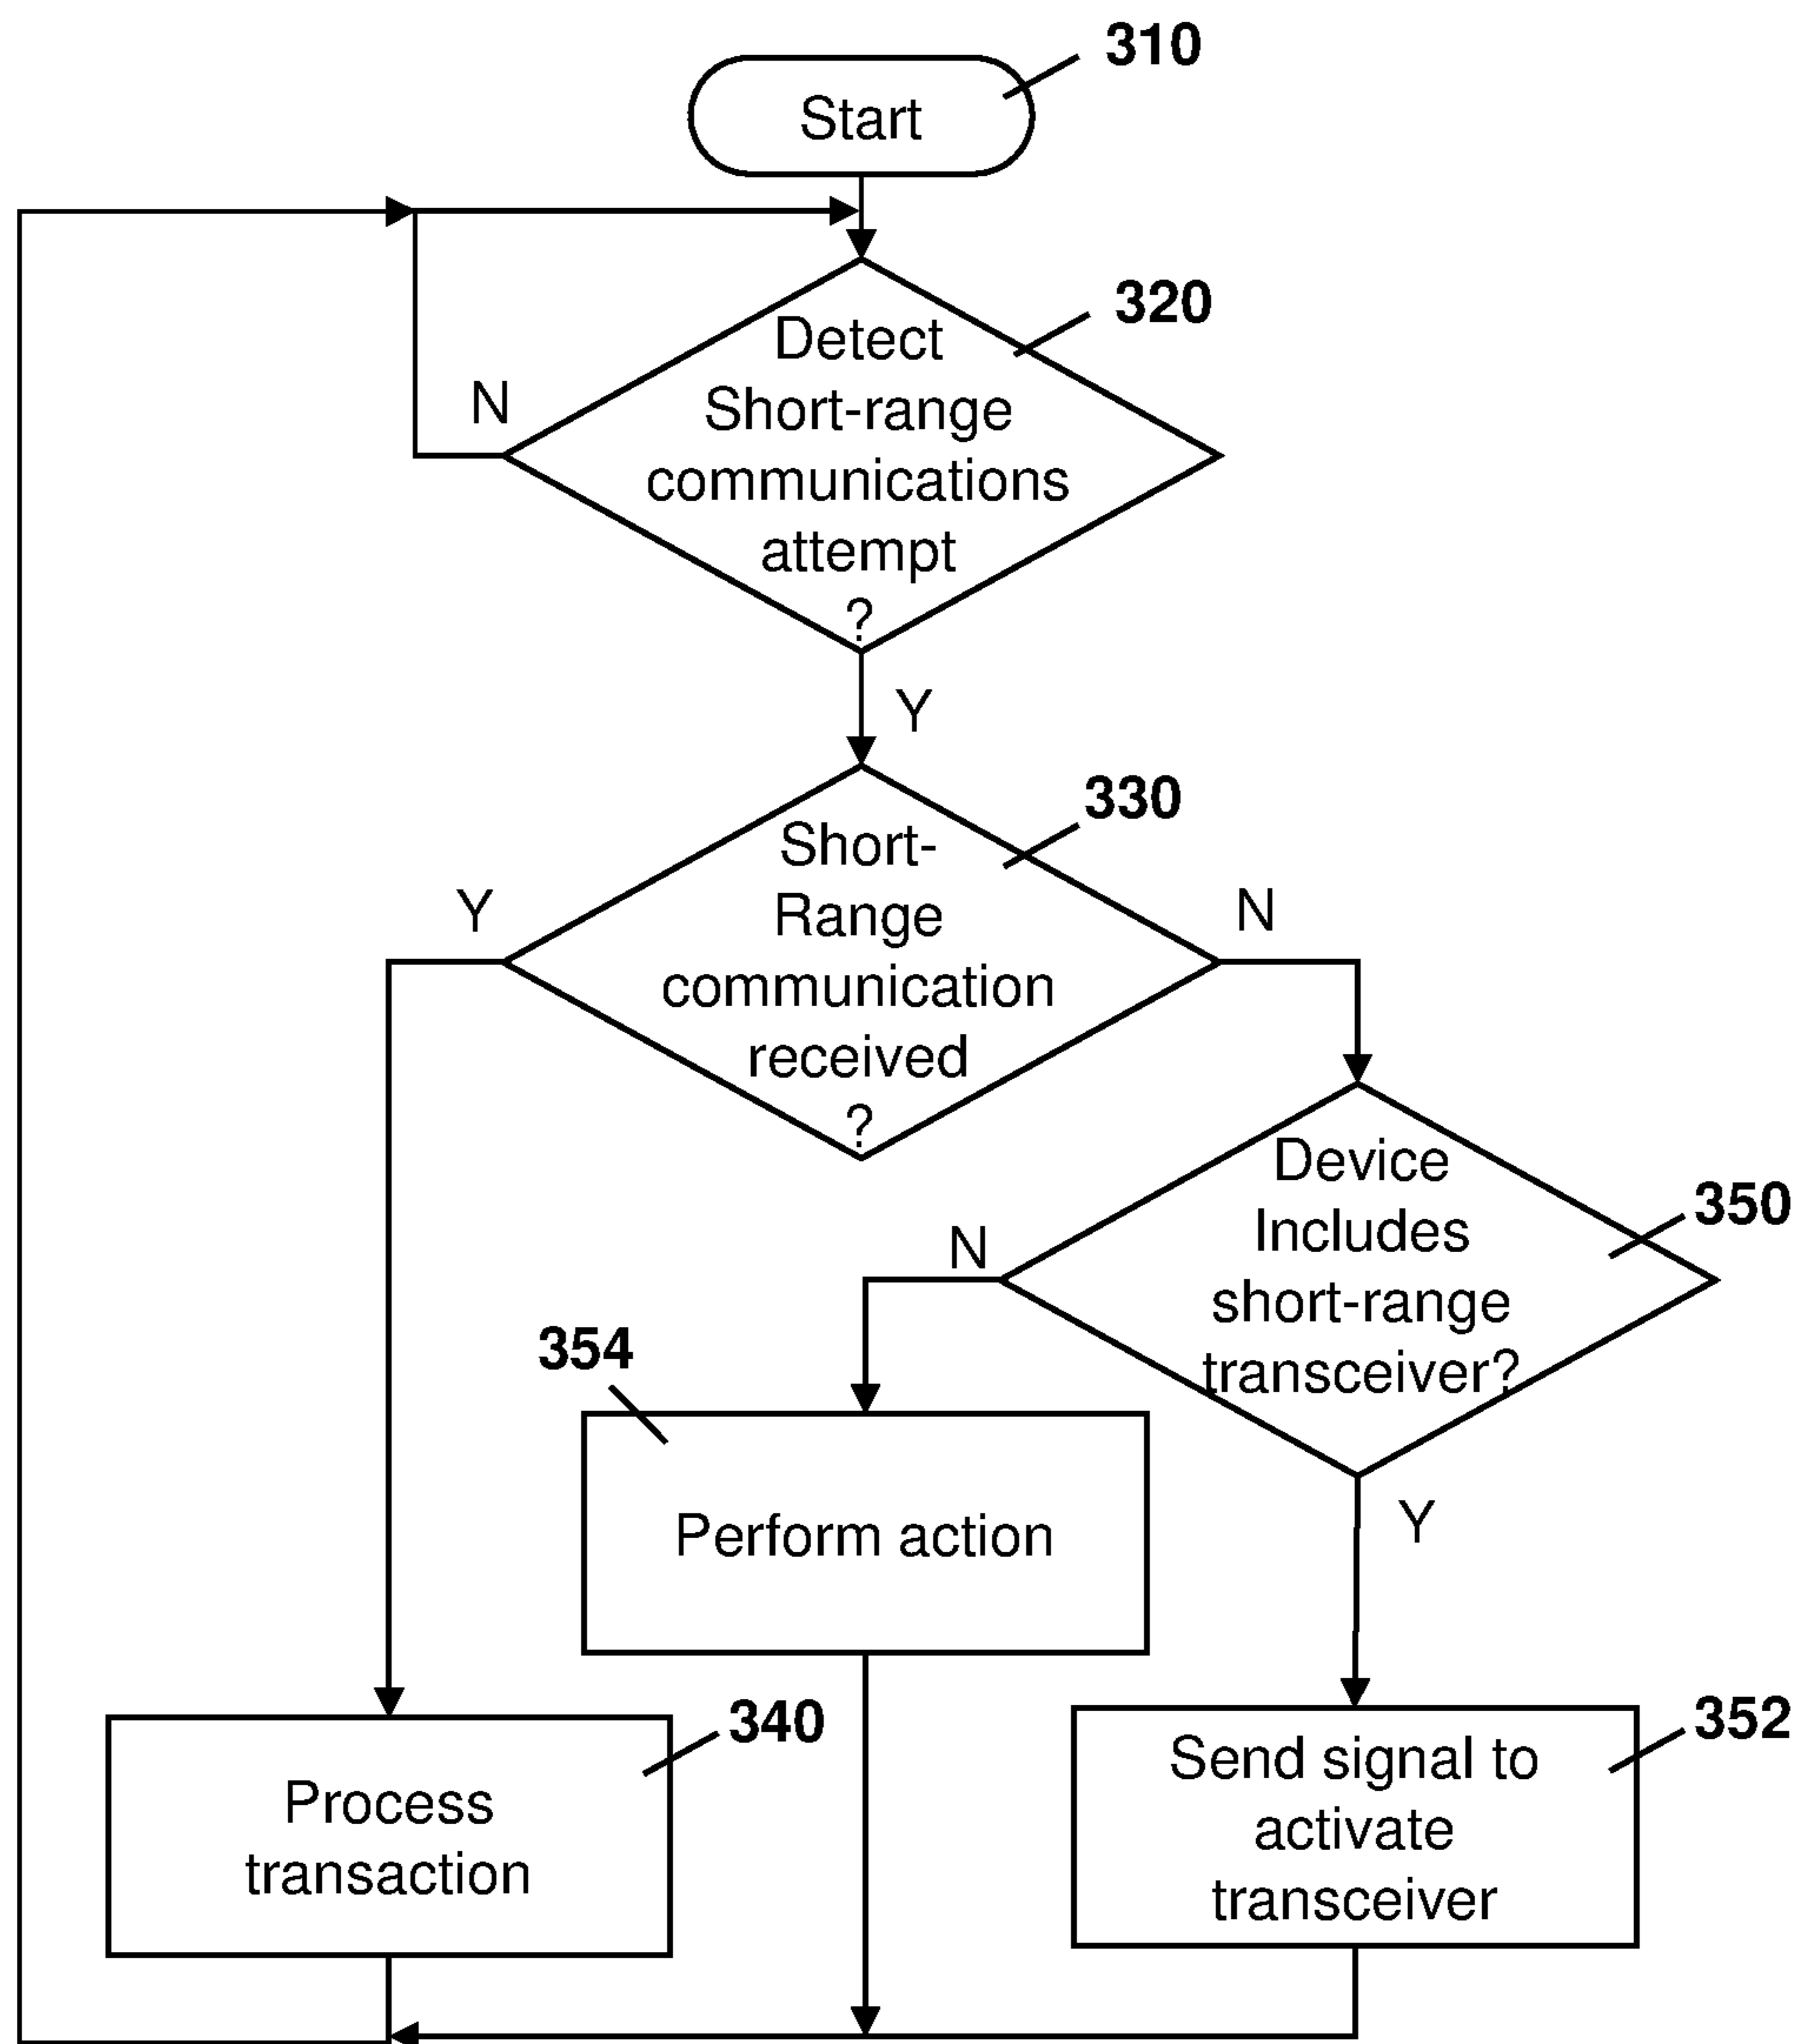 310
Start
320
Detect
Short-range
communications
attempt
?
N
Y
330
Short-
Range
communication
received
?
Y
N
350
Device
Includes
short-range
transceiver?
N
Y
354
Perform action
340
Process
transaction
352
Send signal to
activate
transceiver